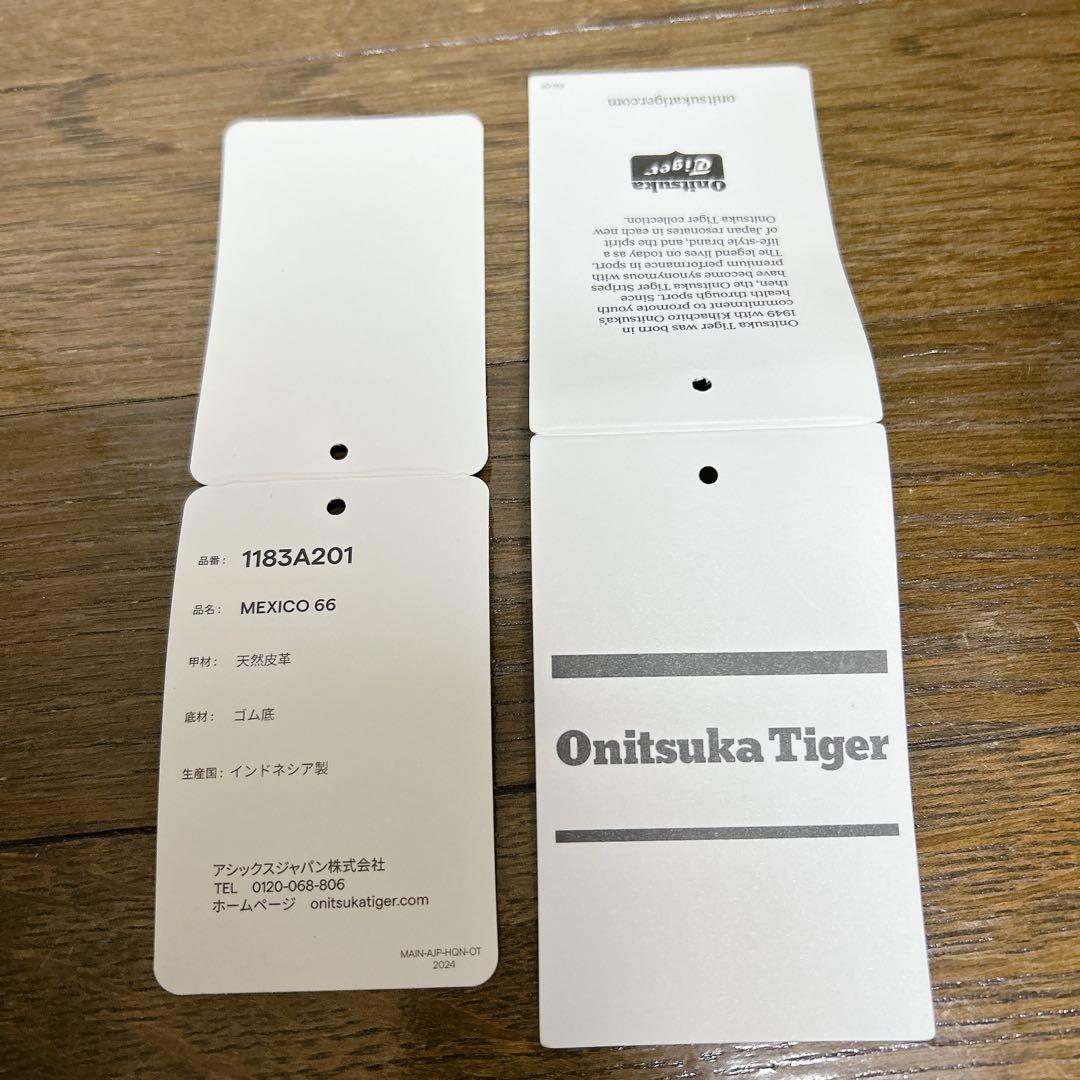 品番: 1183A201
品名: MEXICO 66
甲材: 天然皮革
底材: ゴム底
生産国: インドネシア製
アシックスジャパン株式会社
TEL 0120-068-806
ホームページ onitsukatiger.com
MAIN-AJP-HQN-OT
2024
Onitsuka Tiger was born in
1949 with Kihachiro Onitsuka's
commitment to promote youth
health through sport. Since
then, the Onitsuka Tiger Stripes
have become synonymous with
premium performance in sport.
The legend lives on today as a
life-style brand, and the spirit
of Japan resonates in each new
Onitsuka Tiger collection.
Onitsuka
Tiger
onitsukatiger.com
Onitsuka Tiger